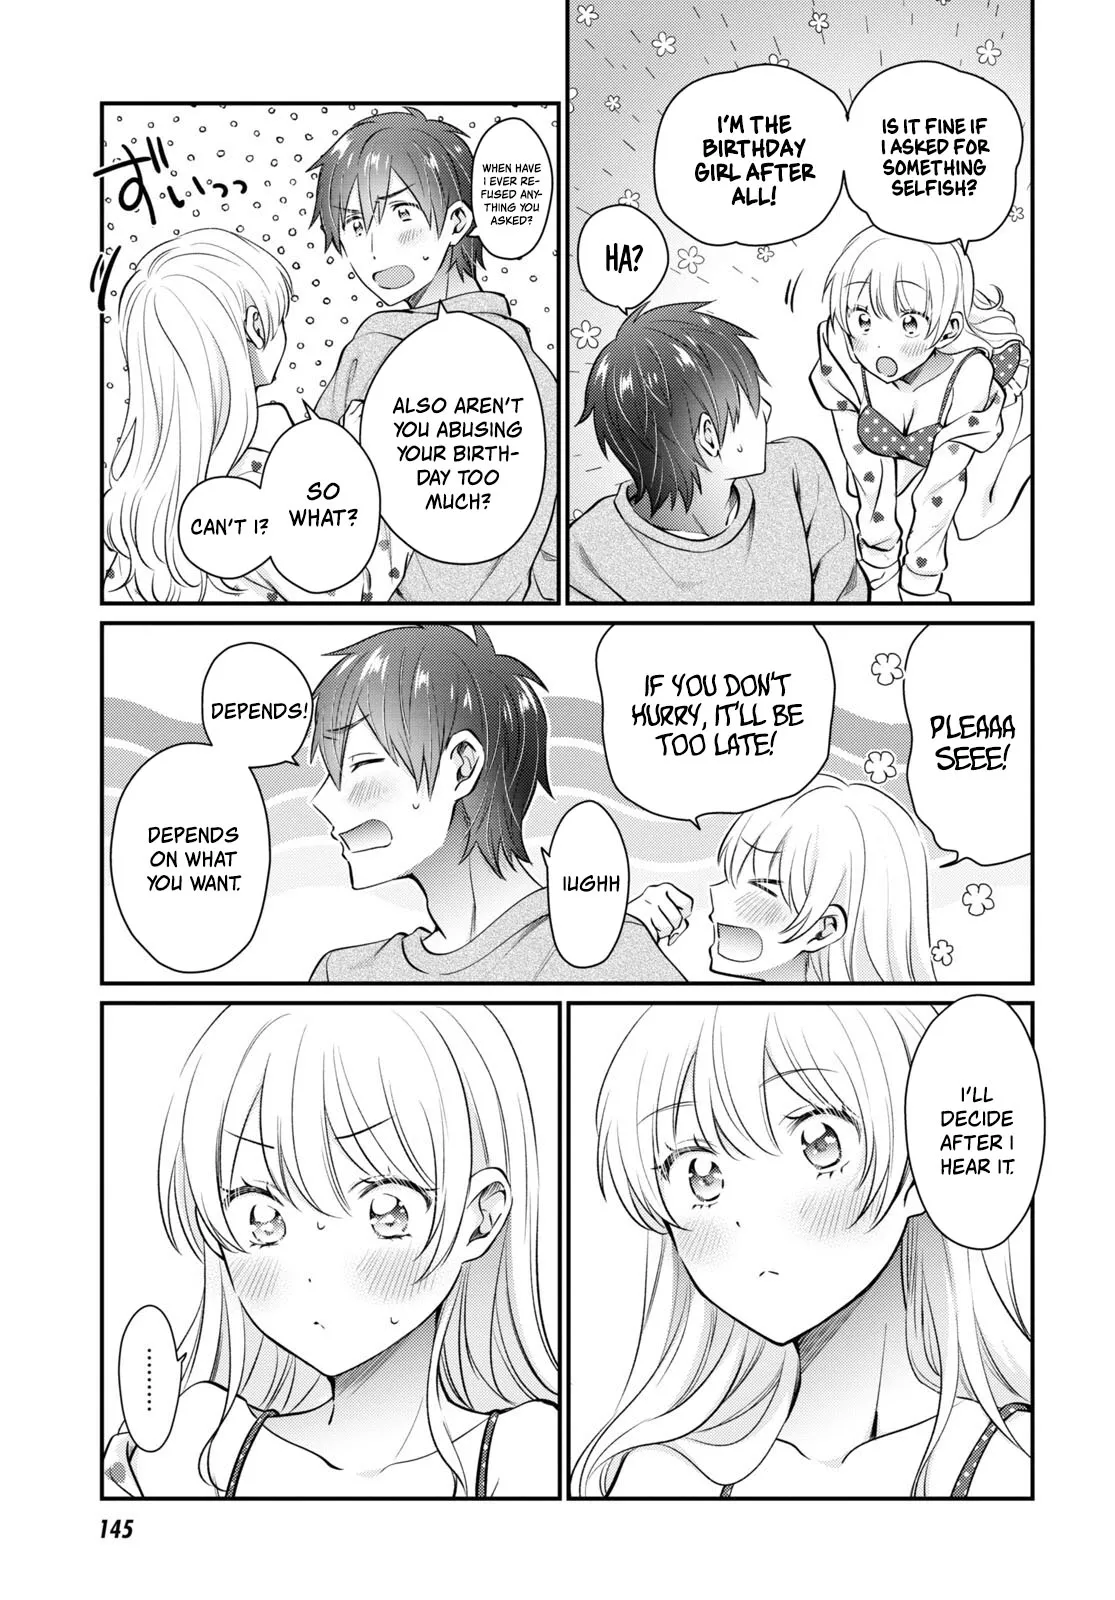 IS IT FINE IF
I ASKED FOR
SOMETHING
SELFISH?
I'M THE
BIRTHDAY
GIRL AFTER
ALL!
HA?
WHEN HAVE
I EVER RE-
FUSED ANY-
THING YOU
ASKED?
ずいっっ
ALSO AREN'T
YOU ABUSING
YOUR BIRTH-
DAY TOO
MUCH?
SO
WHAT?
CAN'T I?
PLEAAA
SEEE!
IF YOU DON'T
HURRY, IT'LL BE
TOO LATE!
IUGHH
DEPENDS!
DEPENDS
ON WHAT
YOU WANT.
I'LL
DECIDE
AFTER I
HEAR IT.
.........
145